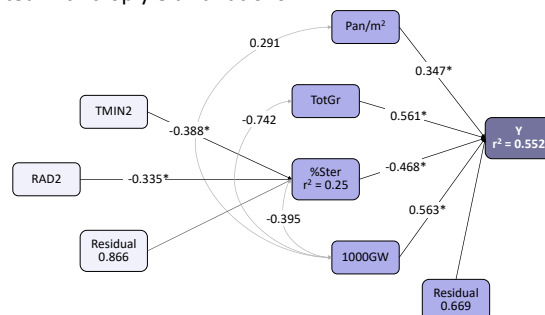 Pan/m²
0.291
0.347*
TotGr
TMIN2
-0.742
0.561*
-0.388*
Y
r² = 0.552
RAD2
-0.335*
%Ster
r² = 0.25
-0.468*
-0.395
0.563*
Residual
0.866
1000GW
Residual
0.669